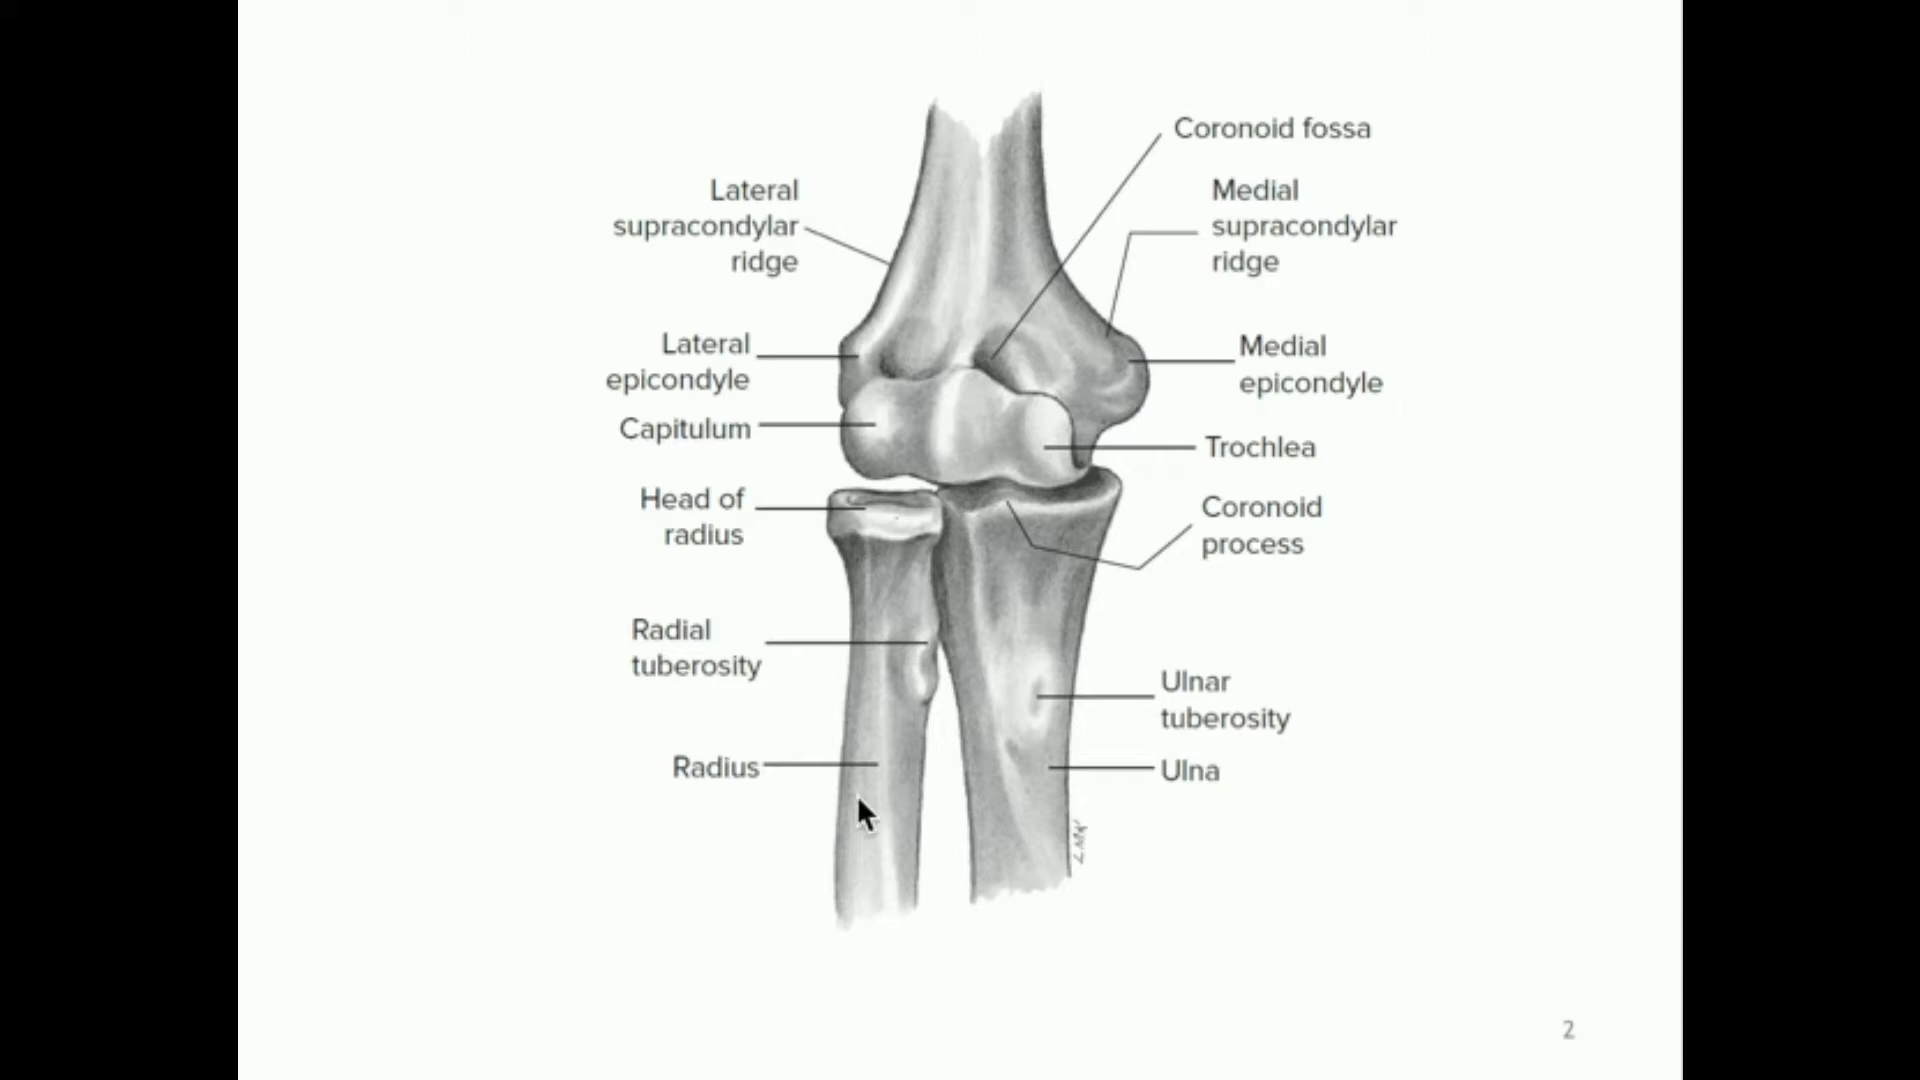 Coronoid fossa
Lateral
supracondylar
ridge
Medial
supracondylar
ridge
Lateral
epicondyle
Medial
epicondyle
Capitulum
Trochlea
Head of
radius
Coronoid
process
Radial
tuberosity
Ulnar
tuberosity
Radius
Ulna
2